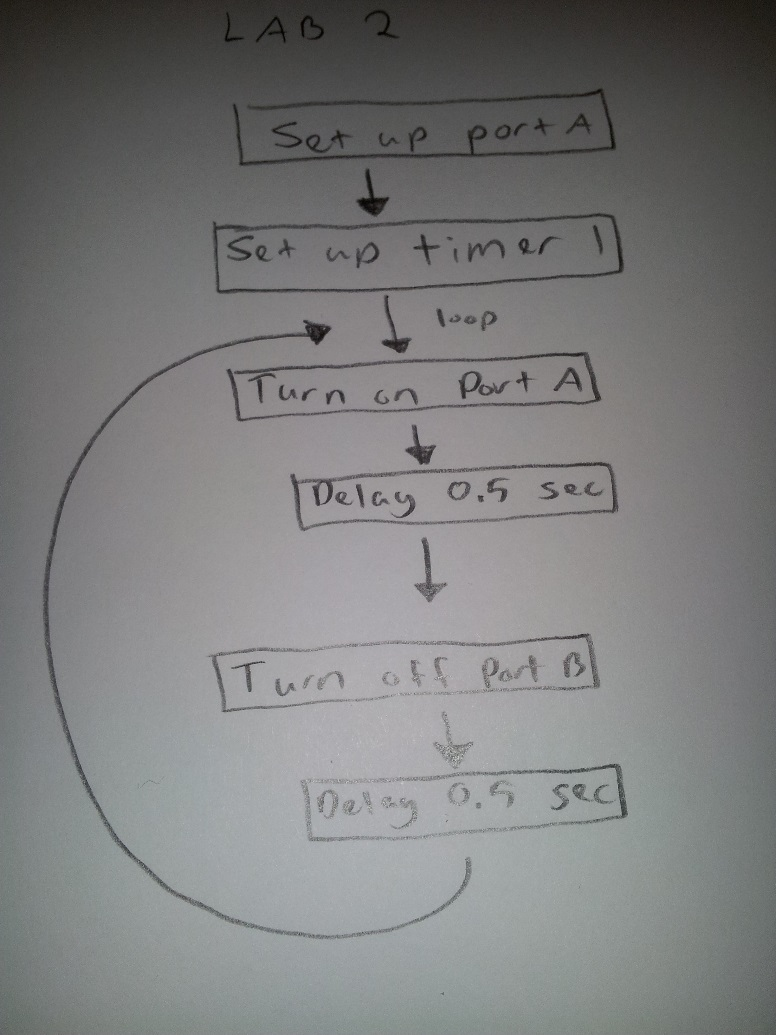 LAB 2
Set up port A
Set up timer 1
loop
Turn on Port A
Delay 0.5 sec
Turn off Port B
Delay 0.5 sec